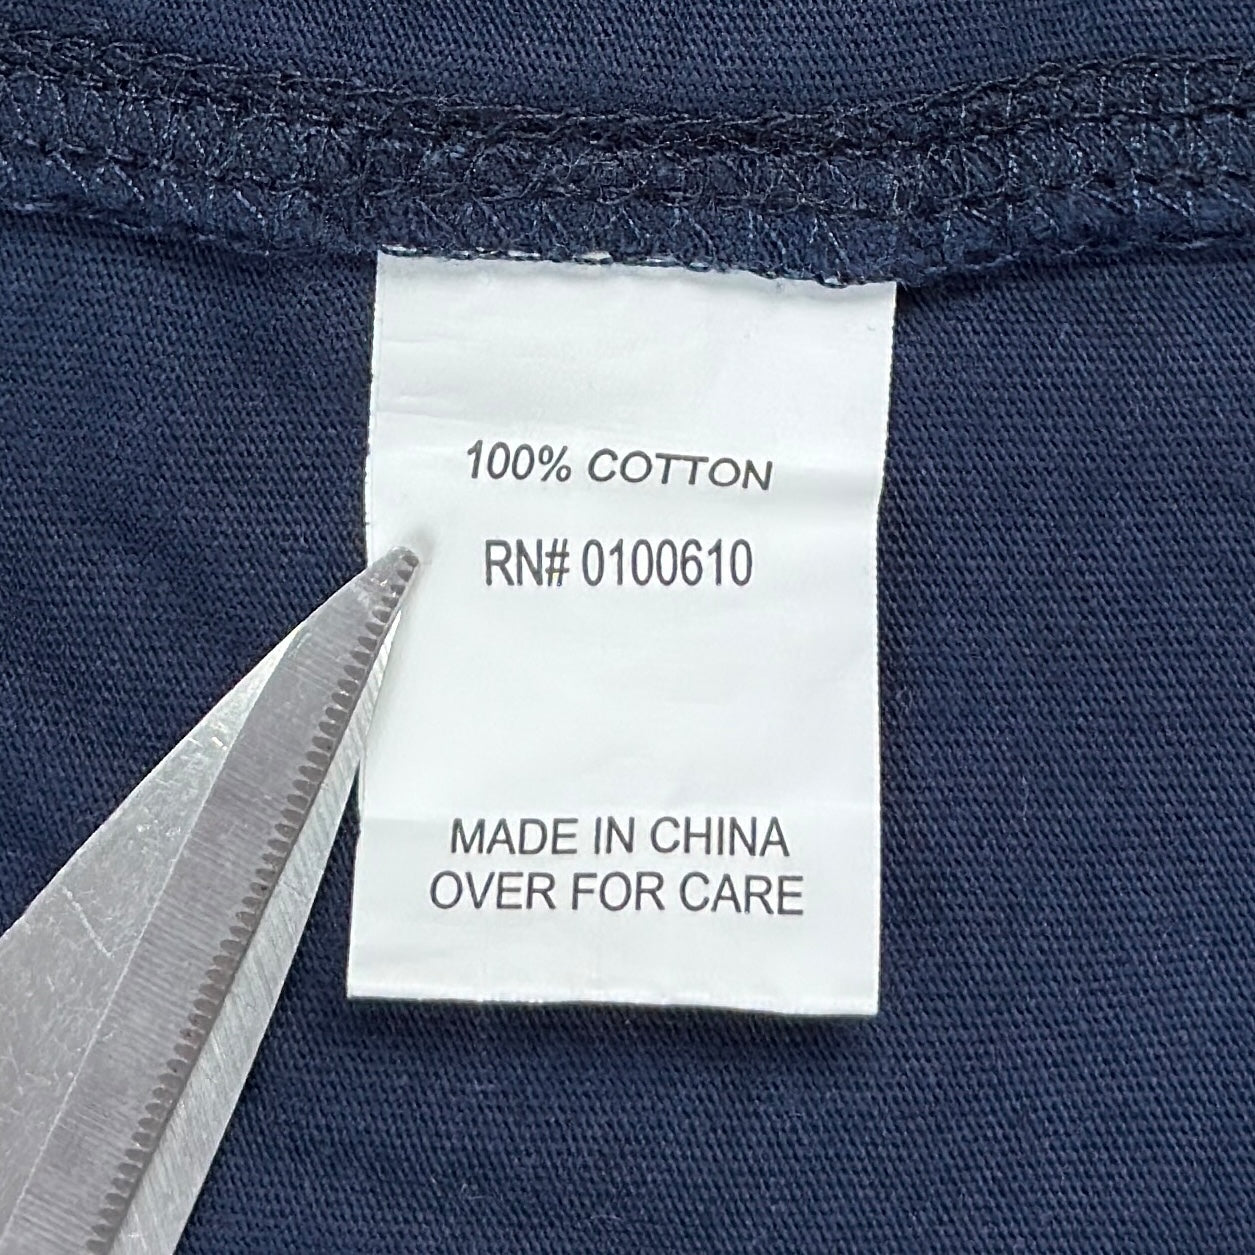 100% COTTON
RN# 0100610
MADE IN CHINA
OVER FOR CARE